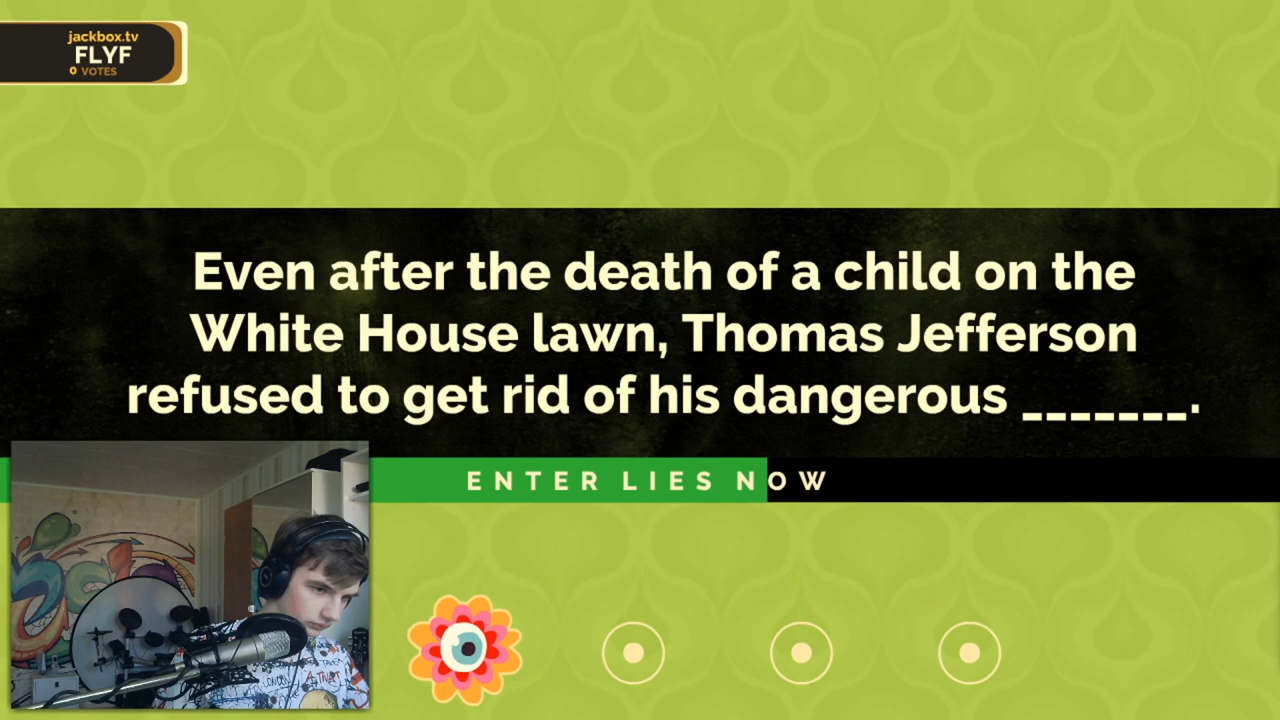 jackbox.tv
FLYF
0 VOTES
Even after the death of a child on the
White House lawn, Thomas Jefferson
refused to get rid of his dangerous _______.
ENTER LIES NOW